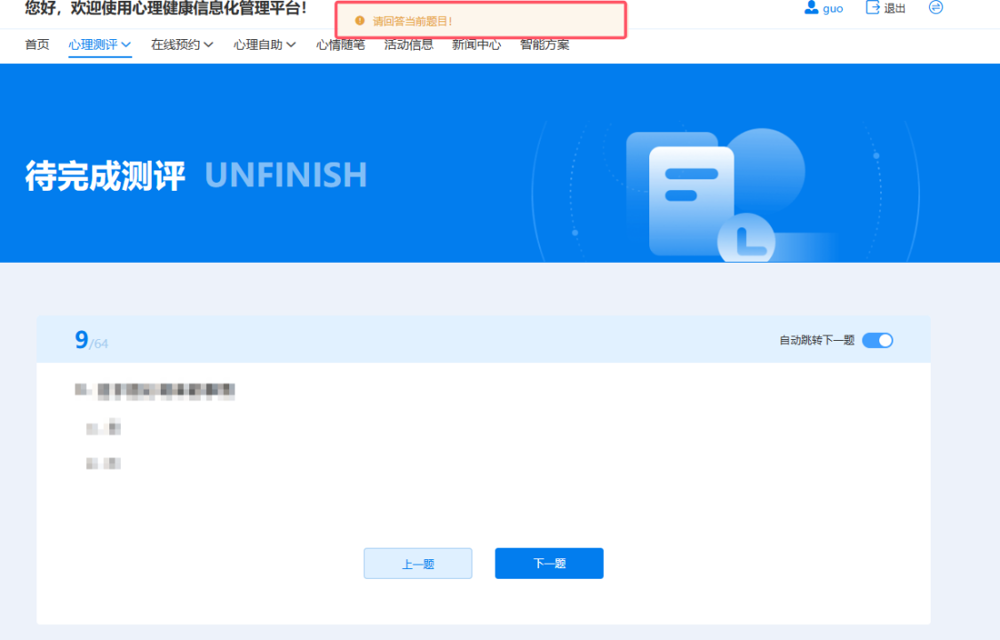 您好，欢迎使用心理健康信息化管理平台！
请回答当前题目！
guo 退出
首页 心理测评 在线预约 心理自助 心情随笔 活动信息 新闻中心 智能方案
待完成测评 UNFINISH
9/64
自动跳转下一题
上一题 下一题